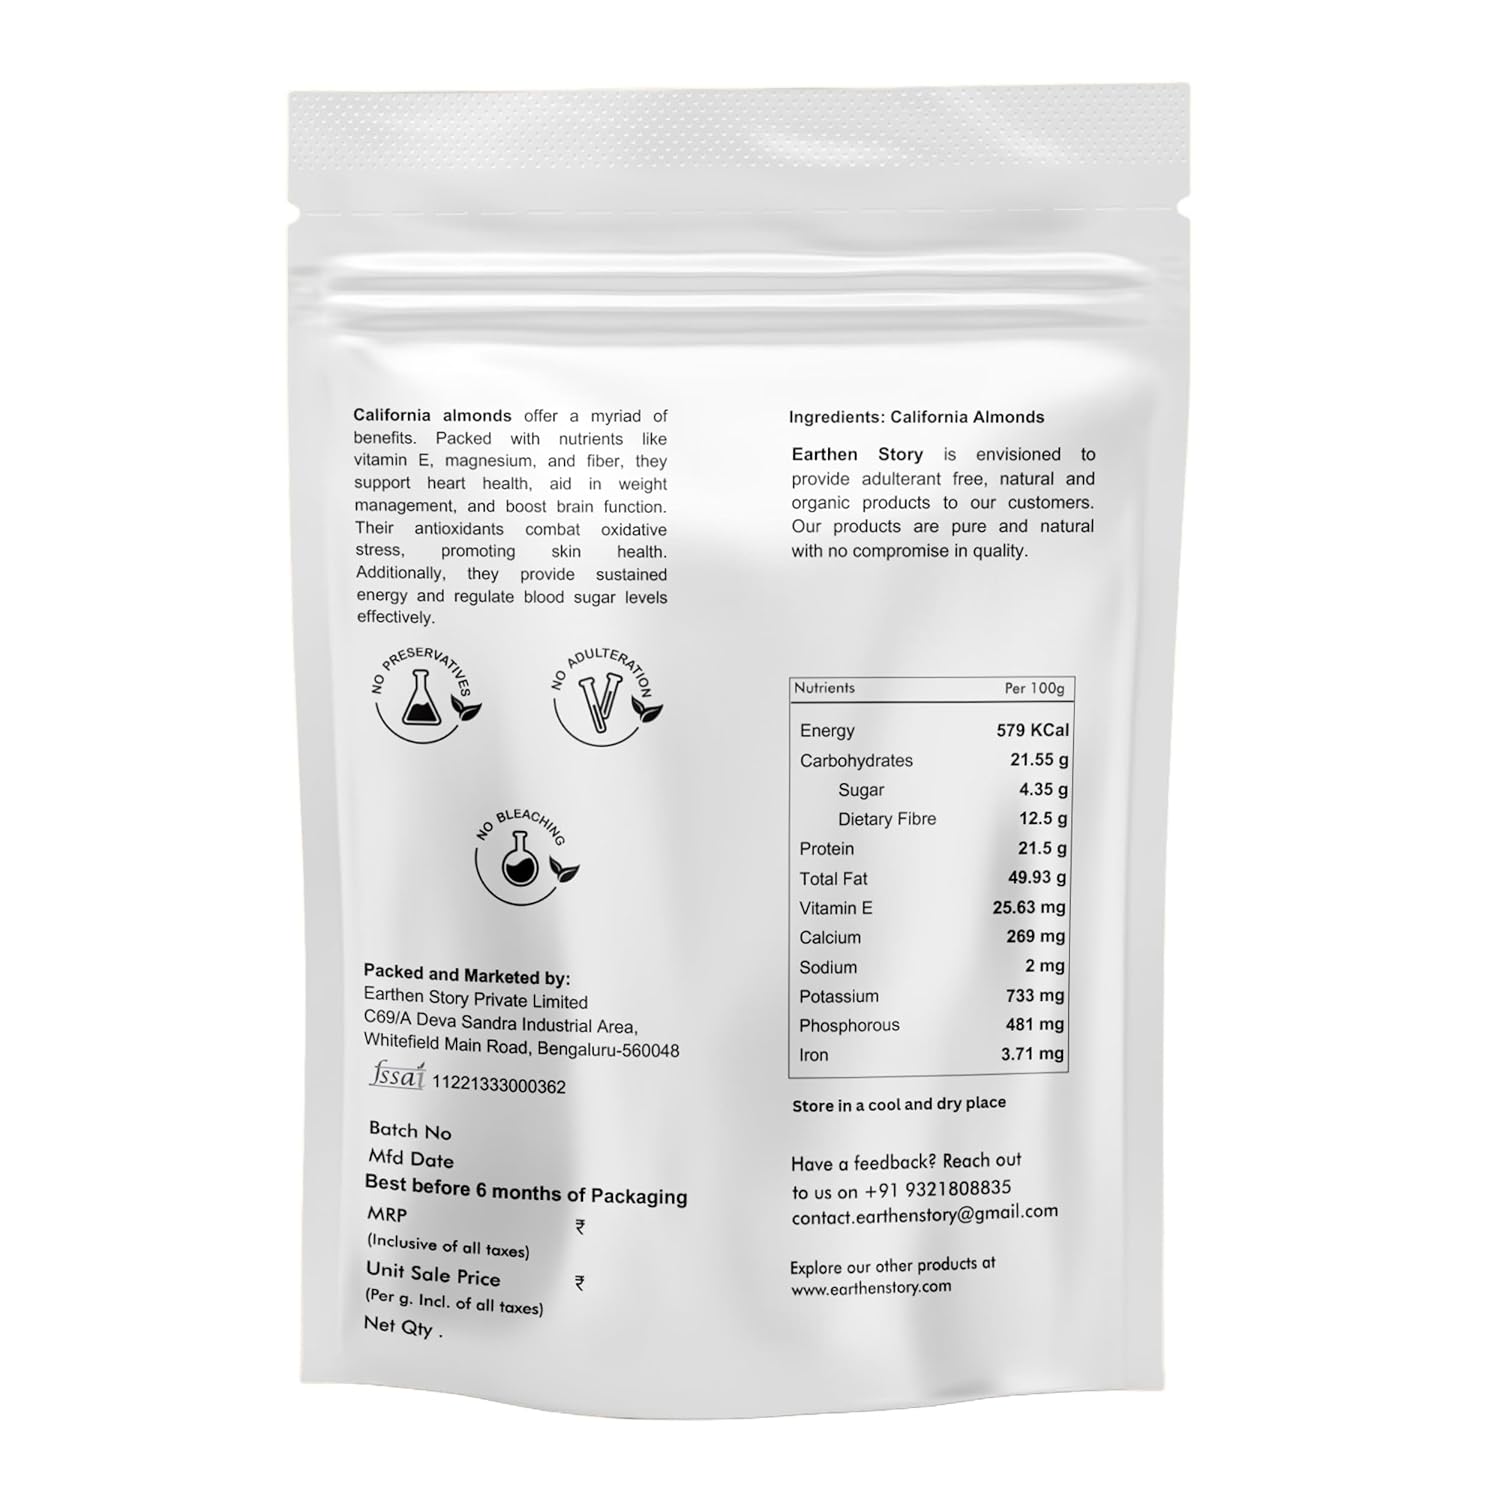 California almonds offer a myriad of
benefits. Packed with nutrients like
vitamin E, magnesium, and fiber, they
support heart health, aid in weight
management, and boost brain function.
Their antioxidants combat oxidative
stress, promoting skin health.
Additionally, they provide sustained
energy and regulate blood sugar levels
effectively.
NO PRESERVATIVES
NO ADULTERATION
NO BLEACHING
Packed and Marketed by:
Earthen Story Private Limited
C69/A Deva Sandra Industrial Area,
Whitefield Main Road, Bengaluru-560048
fssai 11221333000362
Batch No
Mfd Date
Best before 6 months of Packaging
MRP ₹
(Inclusive of all taxes)
Unit Sale Price ₹
(Per g. Incl. of all taxes)
Net Qty .
Ingredients: California Almonds
Earthen Story is envisioned to
provide adulterant free, natural and
organic products to our customers.
Our products are pure and natural
with no compromise in quality.
Nutrients Per 100g
Energy 579 KCal
Carbohydrates 21.55 g
Sugar 4.35 g
Dietary Fibre 12.5 g
Protein 21.5 g
Total Fat 49.93 g
Vitamin E 25.63 mg
Calcium 269 mg
Sodium 2 mg
Potassium 733 mg
Phosphorous 481 mg
Iron 3.71 mg
Store in a cool and dry place
Have a feedback? Reach out
to us on +91 9321808835
contact.earthenstory@gmail.com
Explore our other products at
www.earthenstory.com